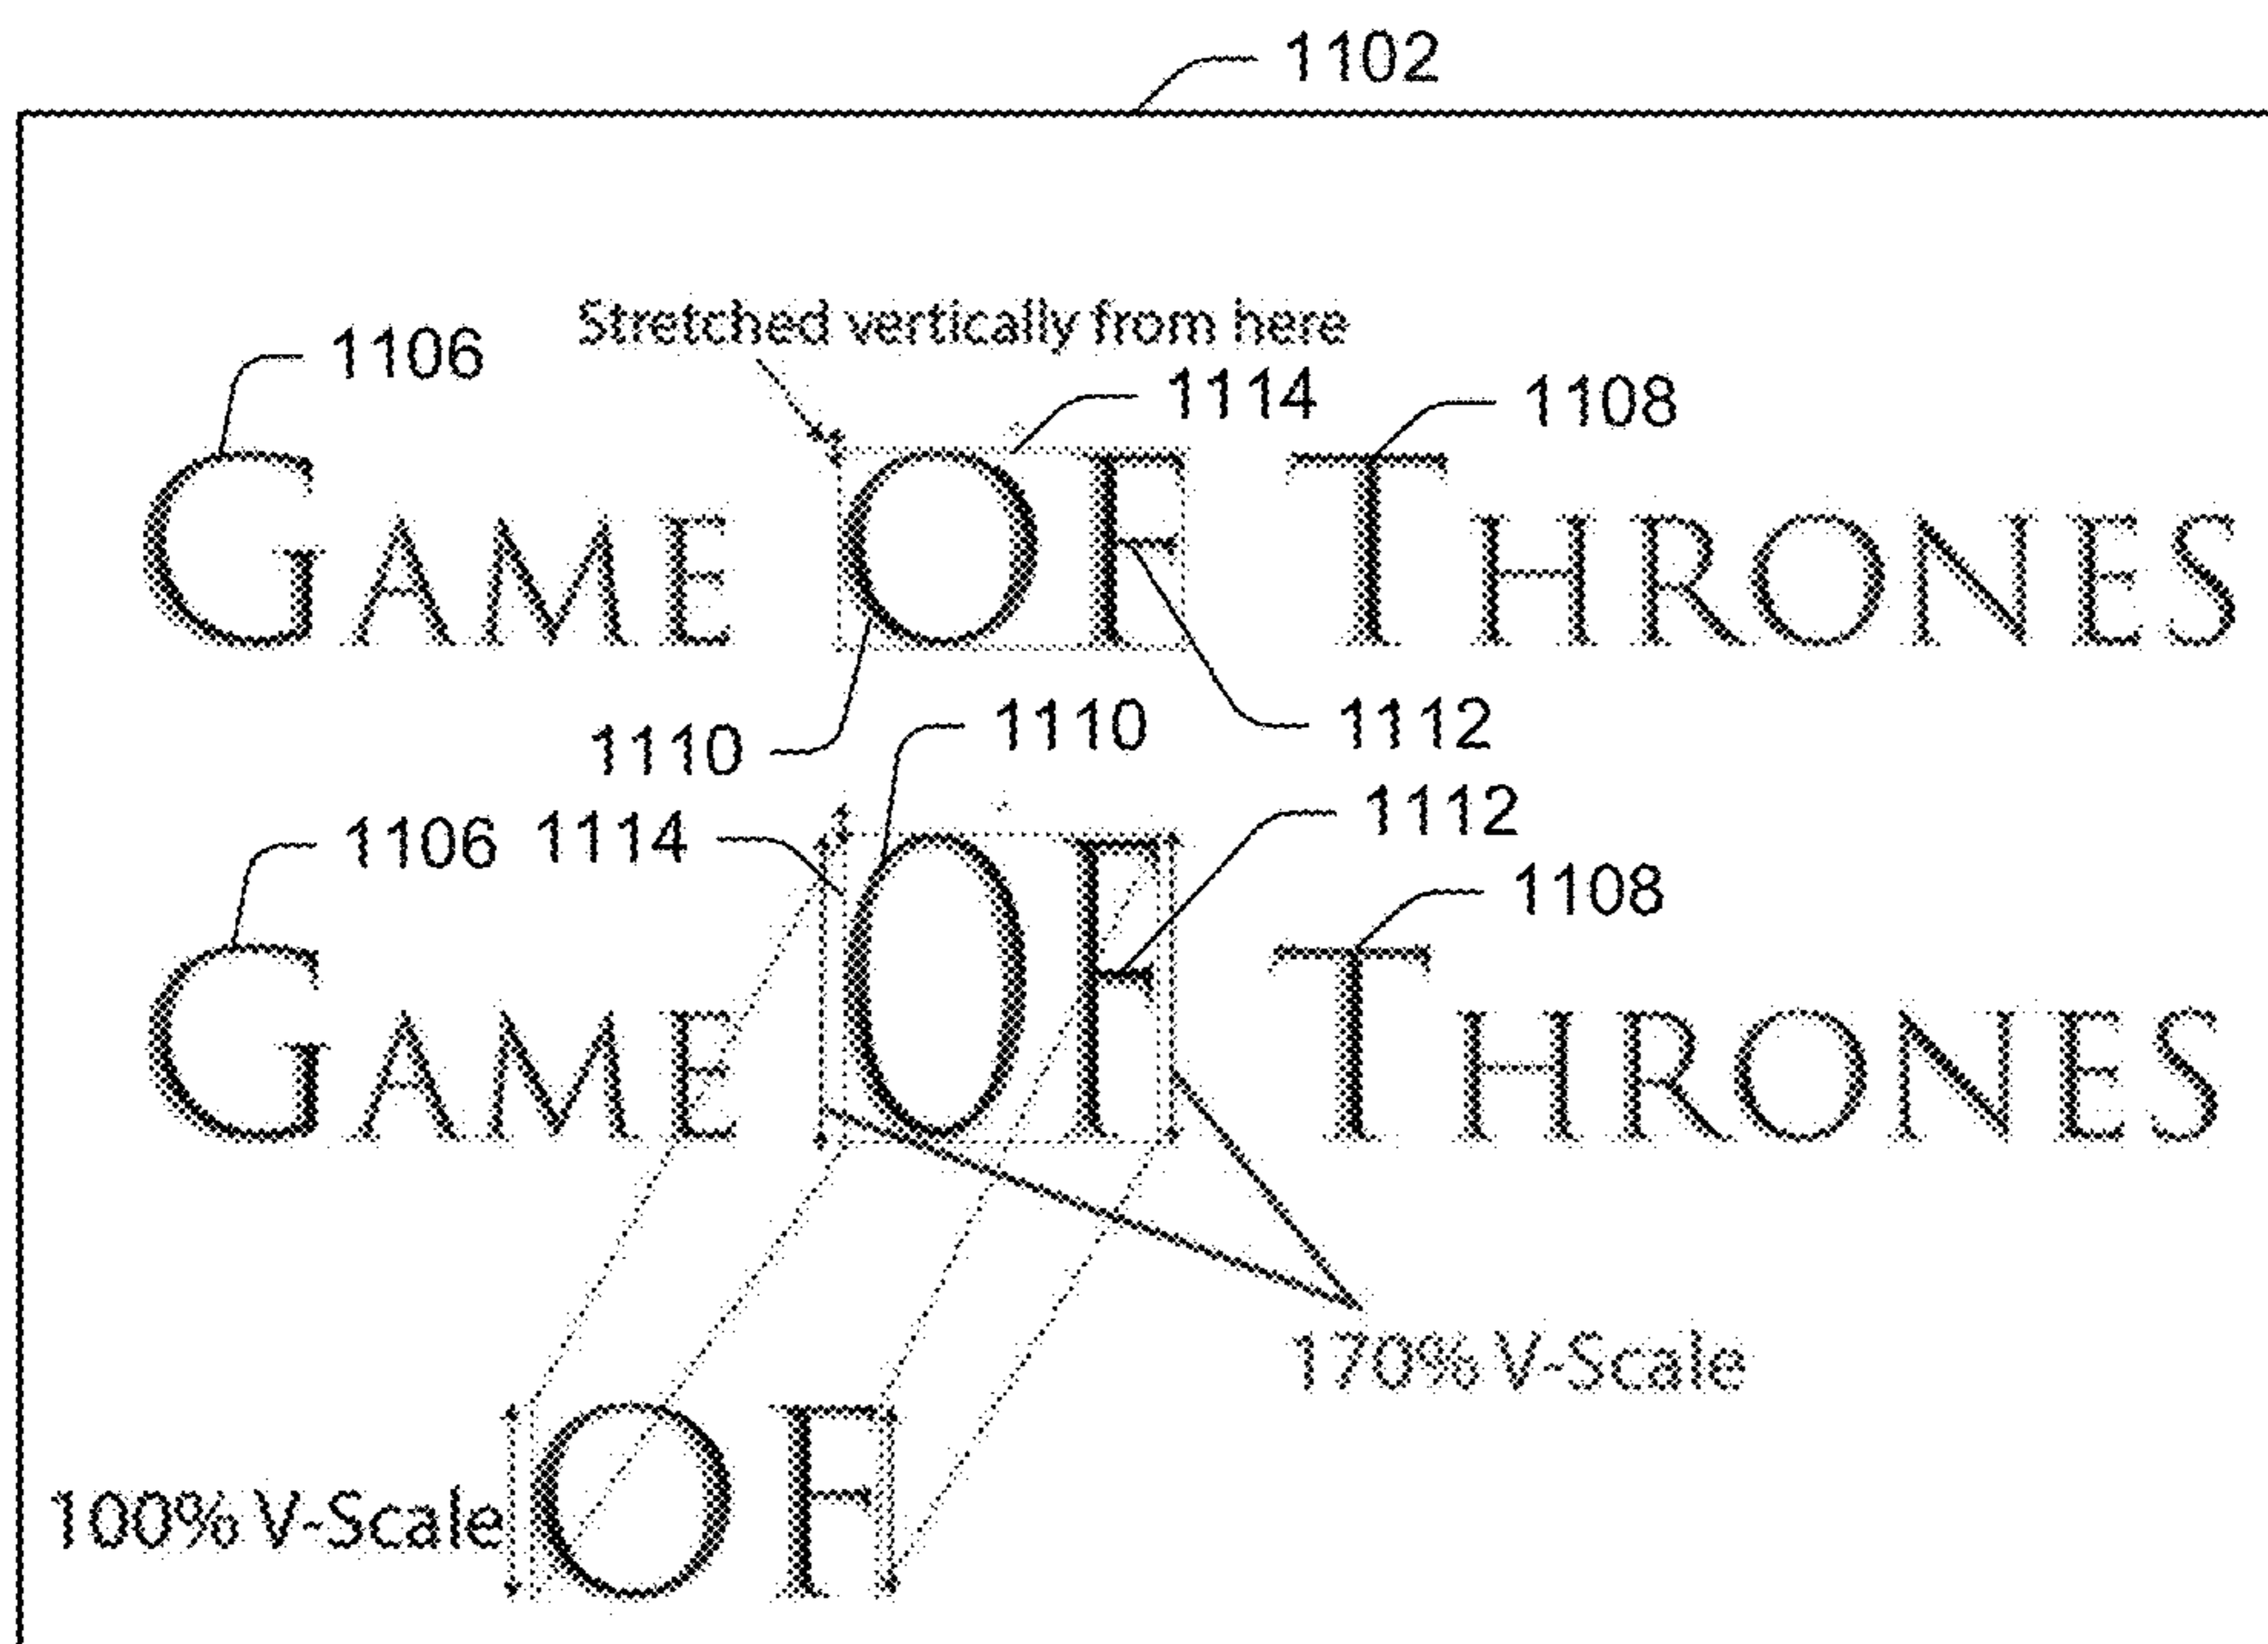 1102
Stretched vertically from here
1106
1114
1108
GAME OF THRONES
1110
1110
1112
1106
1114
1112
1108
GAME OF THRONES
170% V-Scale
100% V-Scale
OF